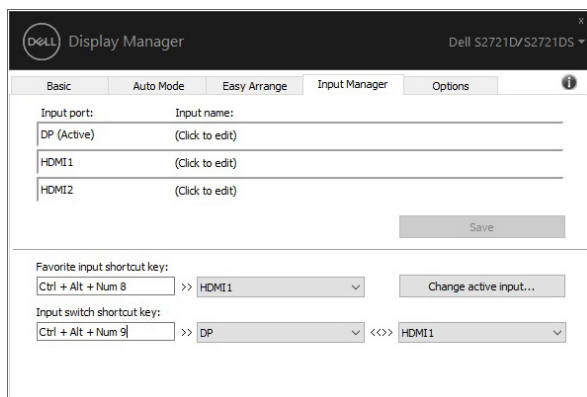 x
DELL Display Manager Dell S2721D/S2721DS
Basic Auto Mode Easy Arrange Input Manager Options i
Input port: Input name:
DP (Active) (Click to edit)
HDMI1 (Click to edit)
HDMI2 (Click to edit)
Save
Favorite input shortcut key:
Ctrl + Alt + Num 8 >> HDMI1 Change active input...
Input switch shortcut key:
Ctrl + Alt + Num 9 >> DP <<>> HDMI1